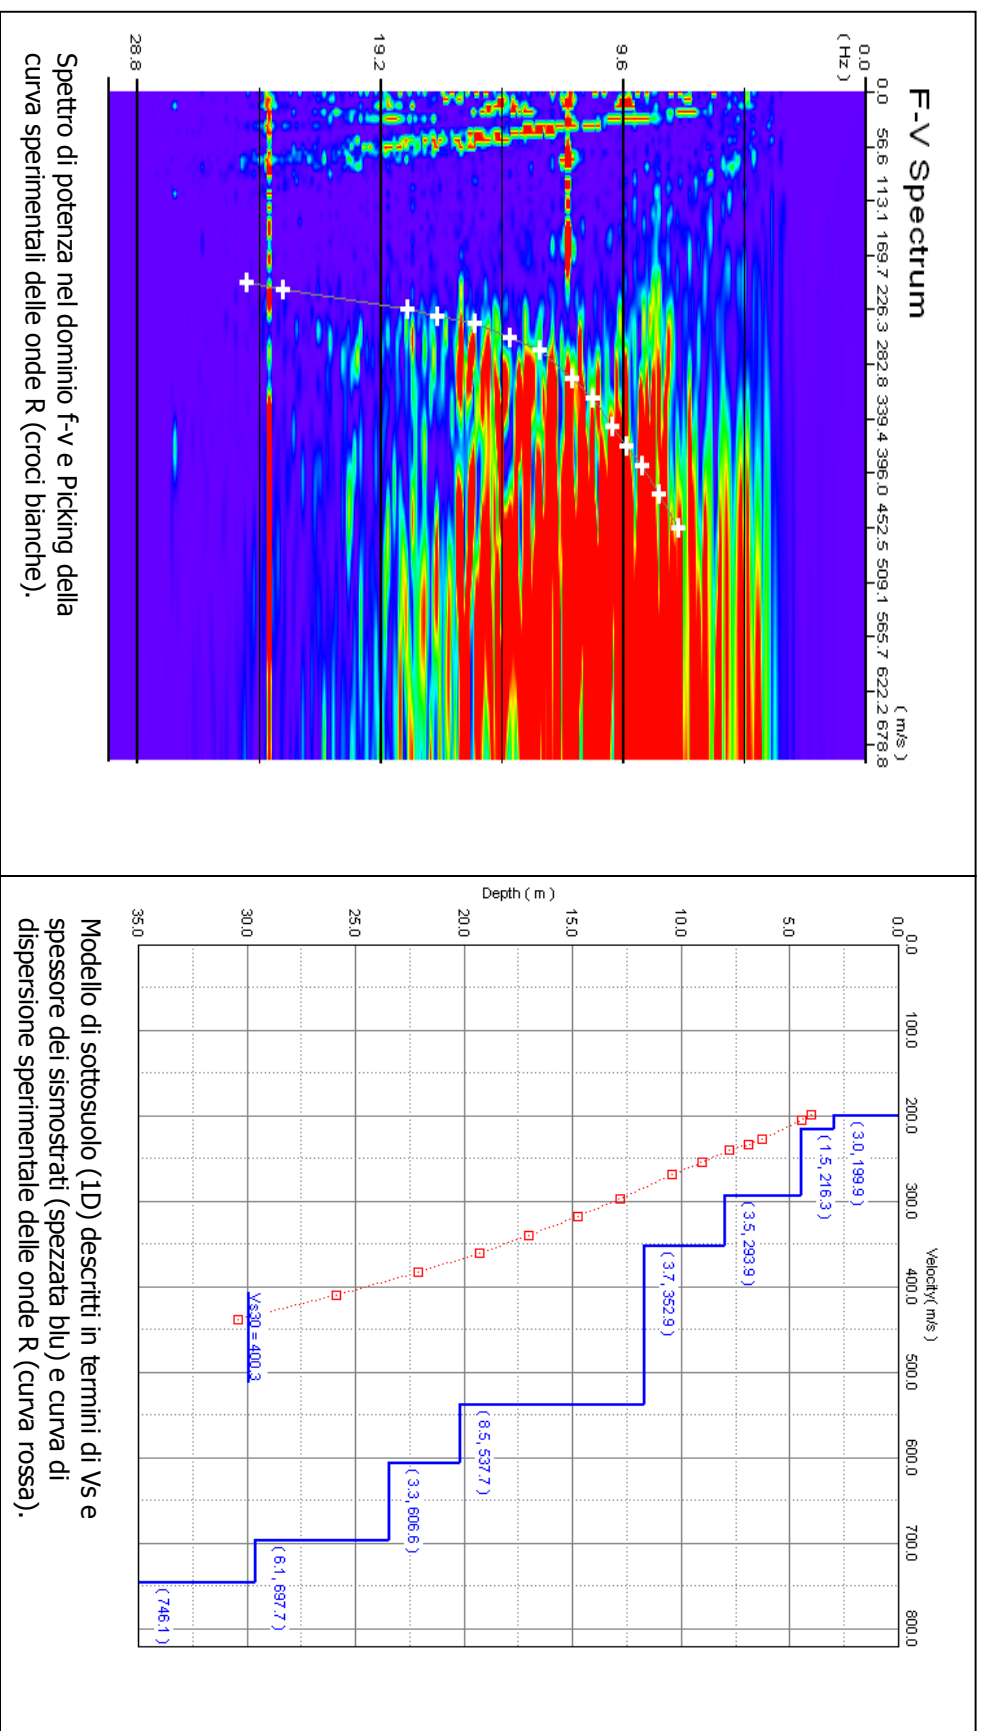 F-V Spectrum
( m/s )
0.0 56.6 113.1 169.7 226.3 282.8 339.4 396.0 452.5 509.1 565.7 622.2 678.8
0.0
( Hz )
9.6
19.2
28.8
Spettro di potenza nel dominio f-v e Picking della
curva sperimentali delle onde R (croci bianche).
Velocity( m/s )
0.0 100.0 200.0 300.0 400.0 500.0 600.0 700.0 800.0
Depth ( m )
0.0
5.0
10.0
15.0
20.0
25.0
30.0
35.0
( 3.0, 199.9 )
( 1.5, 216.3 )
( 3.5, 293.9 )
( 3.7, 352.9 )
( 8.5, 537.7 )
( 3.3, 606.6 )
( 6.1, 697.7 )
( 746.1 )
Vs30 = 400.3
Modello di sottosuolo (1D) descritti in termini di Vs e
spessore dei sismostrati (spezzata blu) e curva di
dispersione sperimentale delle onde R (curva rossa).